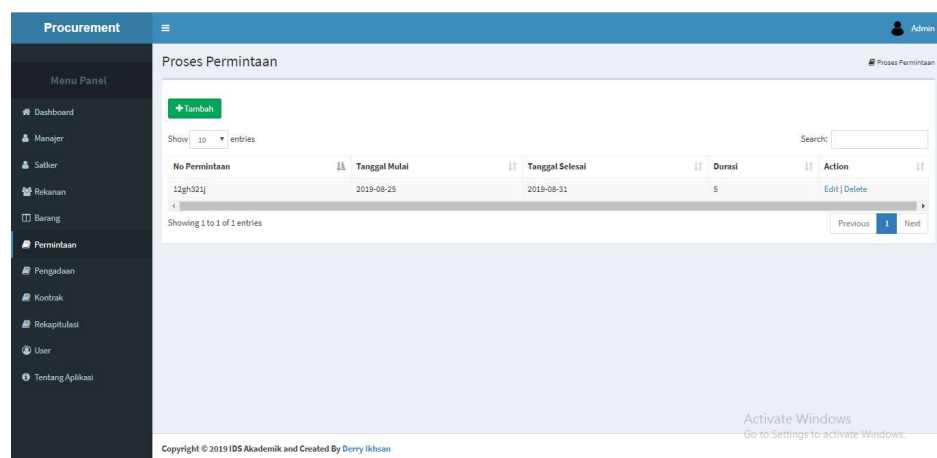 Procurement
Admin
Proses Permintaan
Proses Permintaan
Menu Panel
Dashboard
Manajer
Satker
Rekanan
Barang
Permintaan
Pengadaan
Kontrak
Rekapitulasi
User
Tentang Aplikasi
Tambah
Show 10 entries
Search:
No Permintaan Tanggal Mulai Tanggal Selesai Durasi Action
12gh321j 2019-08-25 2019-08-31 5 Edit | Delete
Showing 1 to 1 of 1 entries
Previous 1 Next
Activate Windows
Go to Settings to activate Windows.
Copyright © 2019 IDS Akademik and Created By Derry Ikhsan